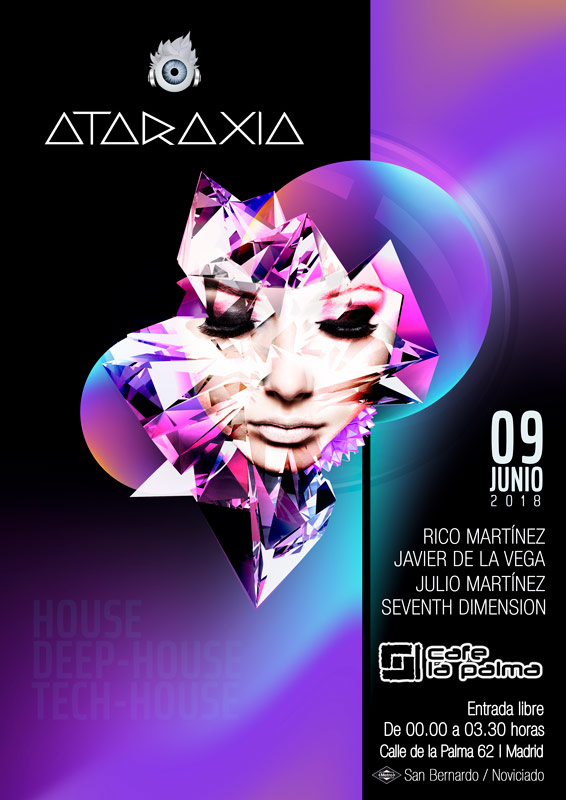 ATARAXIA
09
JUNIO
2018
RICO MARTÍNEZ
JAVIER DE LA VEGA
JULIO MARTÍNEZ
SEVENTH DIMENSION
HOUSE
DEEP-HOUSE
TECH-HOUSE
cafe
la palma
Entrada libre
De 00.00 a 03.30 horas
Calle de la Palma 62 | Madrid
Metro San Bernardo / Noviciado